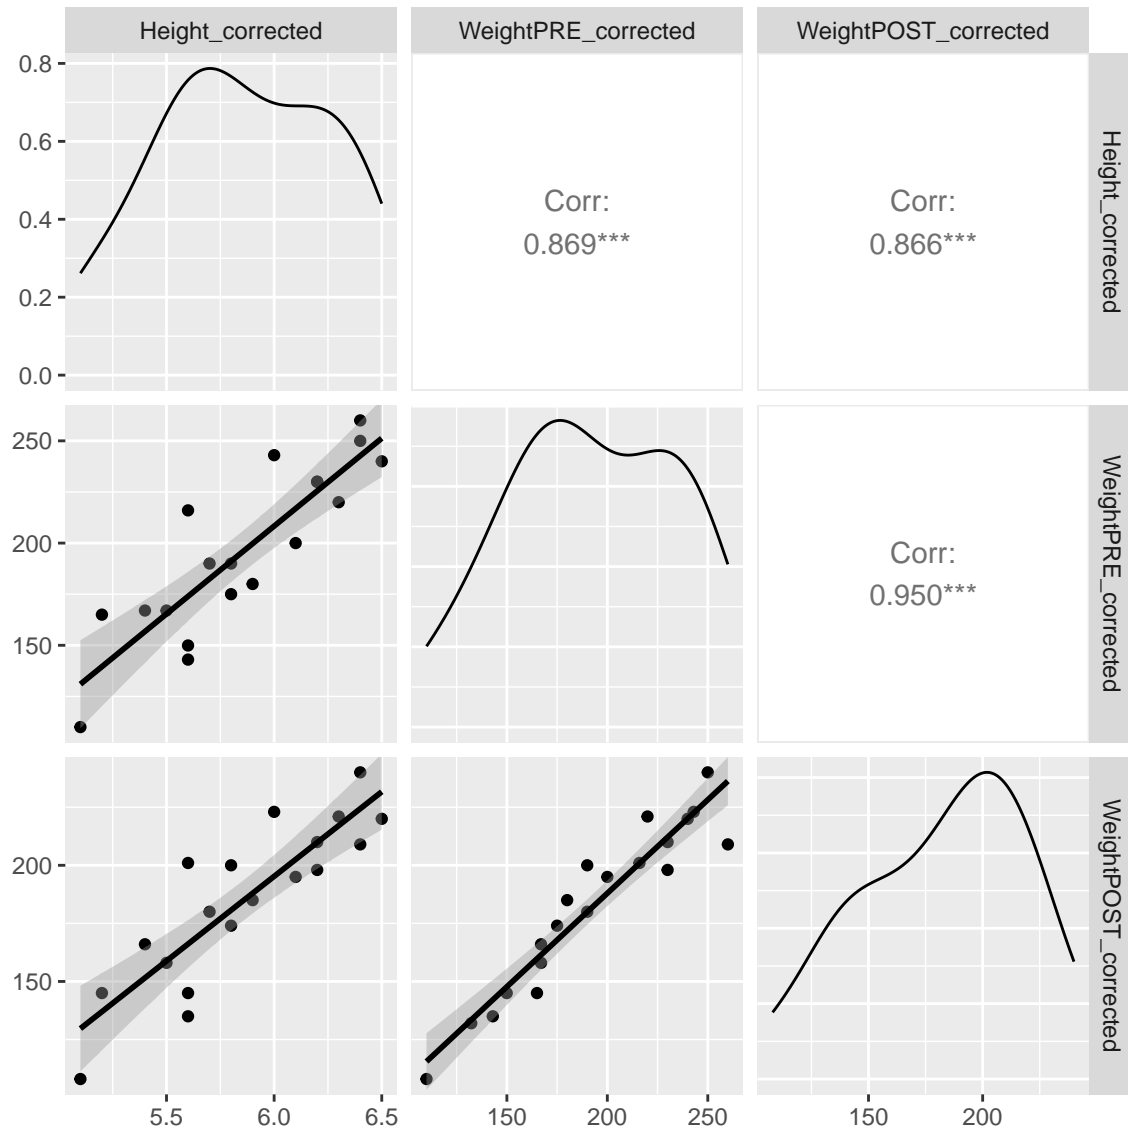 Height_corrected
WeightPRE_corrected
WeightPOST_corrected
0.8
0.6
0.4
0.2
0.0
Corr:
0.869***
Corr:
0.866***
Height_corrected
250
200
150
Corr:
0.950***
WeightPRE_corrected
200
150
WeightPOST_corrected
5.5
6.0
6.5
150
200
250
150
200